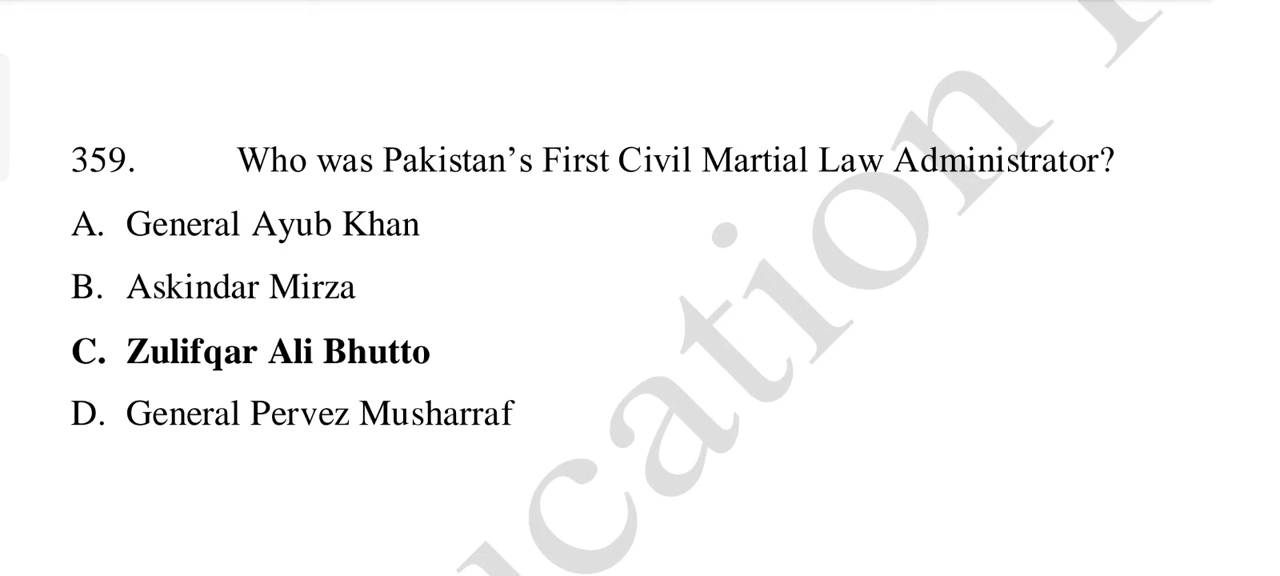 359. Who was Pakistan’s First Civil Martial Law Administrator?
A. General Ayub Khan
B. Askindar Mirza
C. Zulifqar Ali Bhutto
D. General Pervez Musharraf